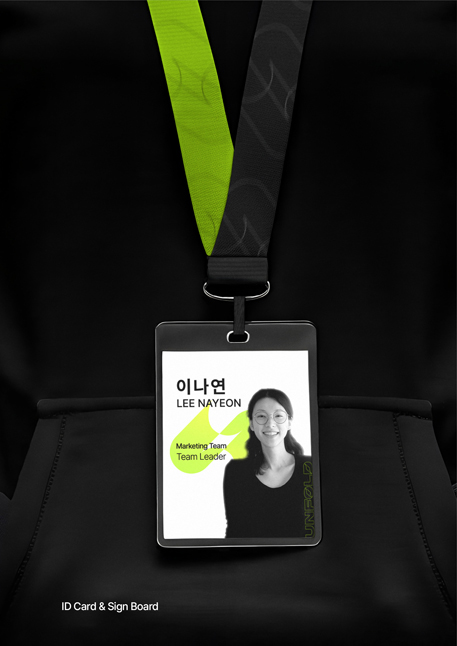 이나연
LEE NAYEON
Marketing Team
Team Leader
UNFOLD
ID Card & Sign Board